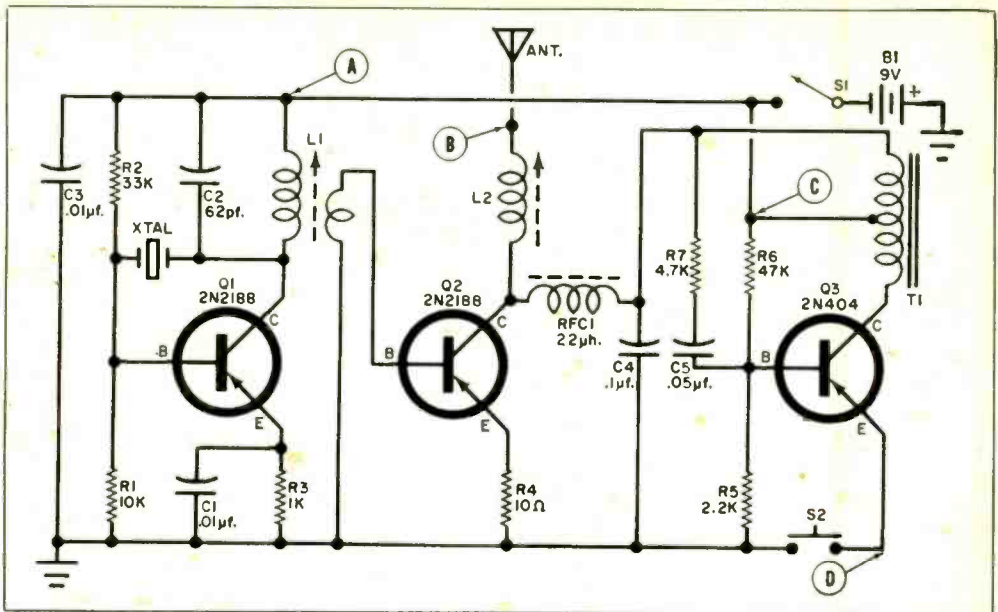 ANT.
A
B1
9V
+
S1
B
L1
R2
33K
C2
62pf.
C3
.01µf.
L2
C
XTAL
R7
4.7K
R6
47K
Q1
2N2188
Q2
2N2188
Q3
2N404
T1
C
C
C
RFC1
22µh.
B
B
C4
.1µf.
C5
.05µf.
B
E
E
E
R1
10K
C1
.01µf.
R3
1K
R4
10Ω
R5
2.2K
S2
D